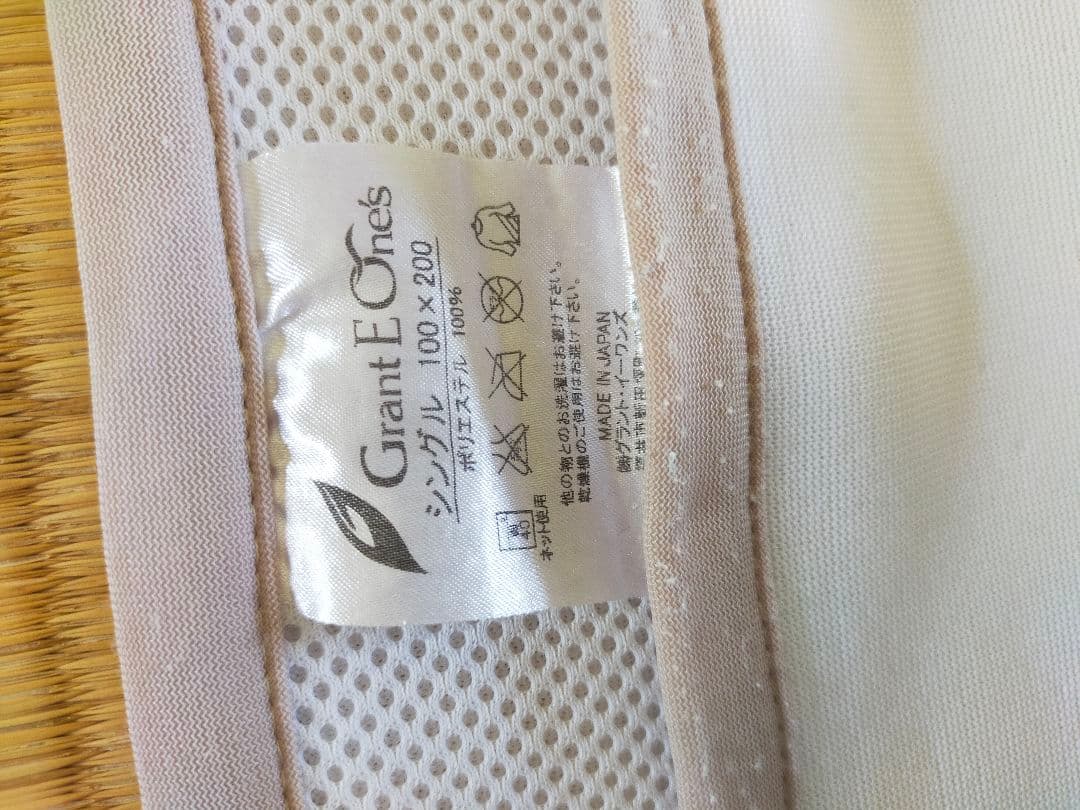 Grant E One's
シングル 100×200
ポリエステル 100%
40
ネット使用
他の物とのお洗濯はお避け下さい。
乾燥機のご使用はお避け下さい。
MADE IN JAPAN
㈱グラント・イーワンズ